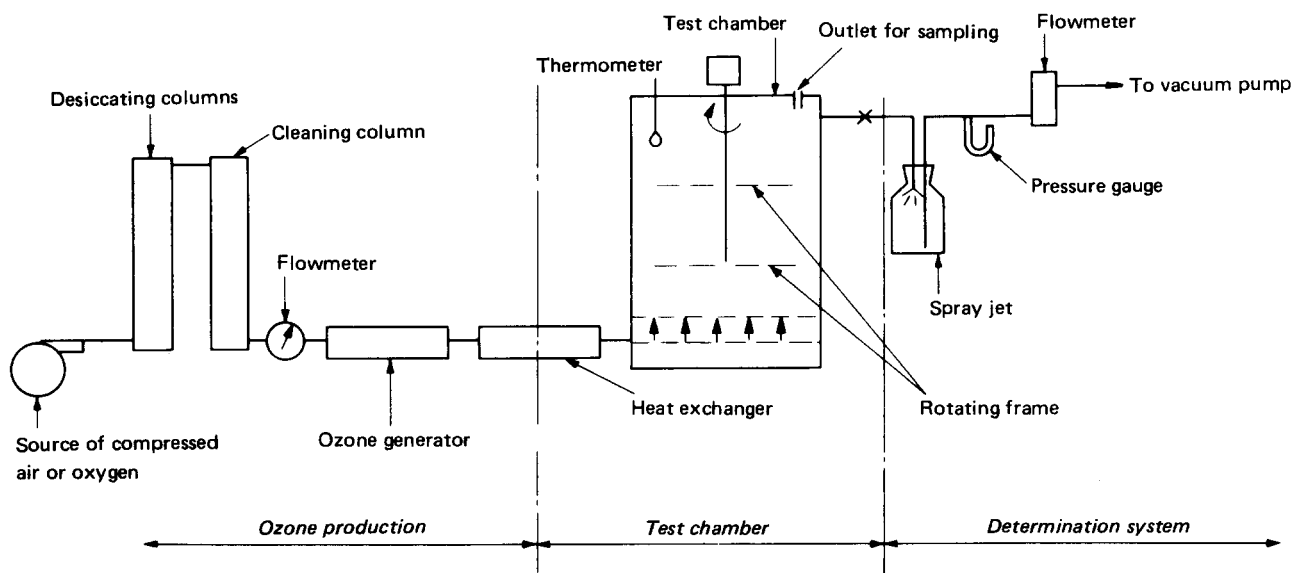 Flowmeter
Test chamber
Outlet for sampling
Thermometer
To vacuum pump
Desiccating columns
Cleaning column
Pressure gauge
Flowmeter
Spray jet
Heat exchanger
Rotating frame
Ozone generator
Source of compressed
air or oxygen
Ozone production
Test chamber
Determination system